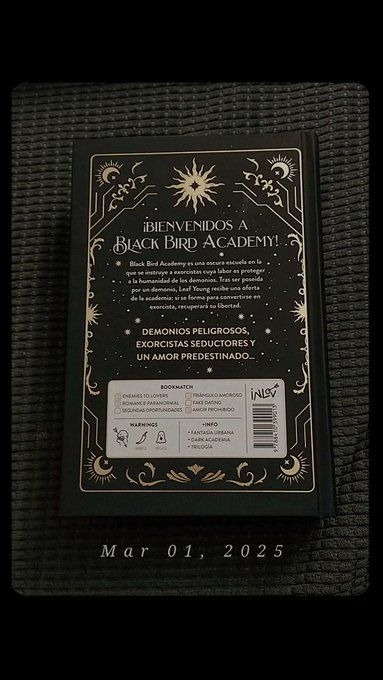 ¡BIENVENIDOS A
BLACK BIRD ACADEMY!
Black Bird Academy es una oscura escuela en la
que se instruye a exorcistas cuya labor es proteger
a la humanidad de los demonios. Tras ser poseída
por un demonio, Leaf Young recibe una oferta
de la academia: si se forma para convertirse en
exorcista, recuperará su libertad.
DEMONIOS PELIGROSOS,
EXORCISTAS SEDUCTORES Y
UN AMOR PREDESTINADO...
BOOKMATCH
ENEMIES TO LOVERS
ROMANCE PARANORMAL
SEGUNDAS OPORTUNIDADES
TRIÁNGULO AMOROSO
FAKE DATING
AMOR PROHIBIDO
inLov
WARNINGS
•INFO
• FANTASÍA URBANA
• DARK ACADEMIA
• TRILOGÍA
Mar 01, 2025